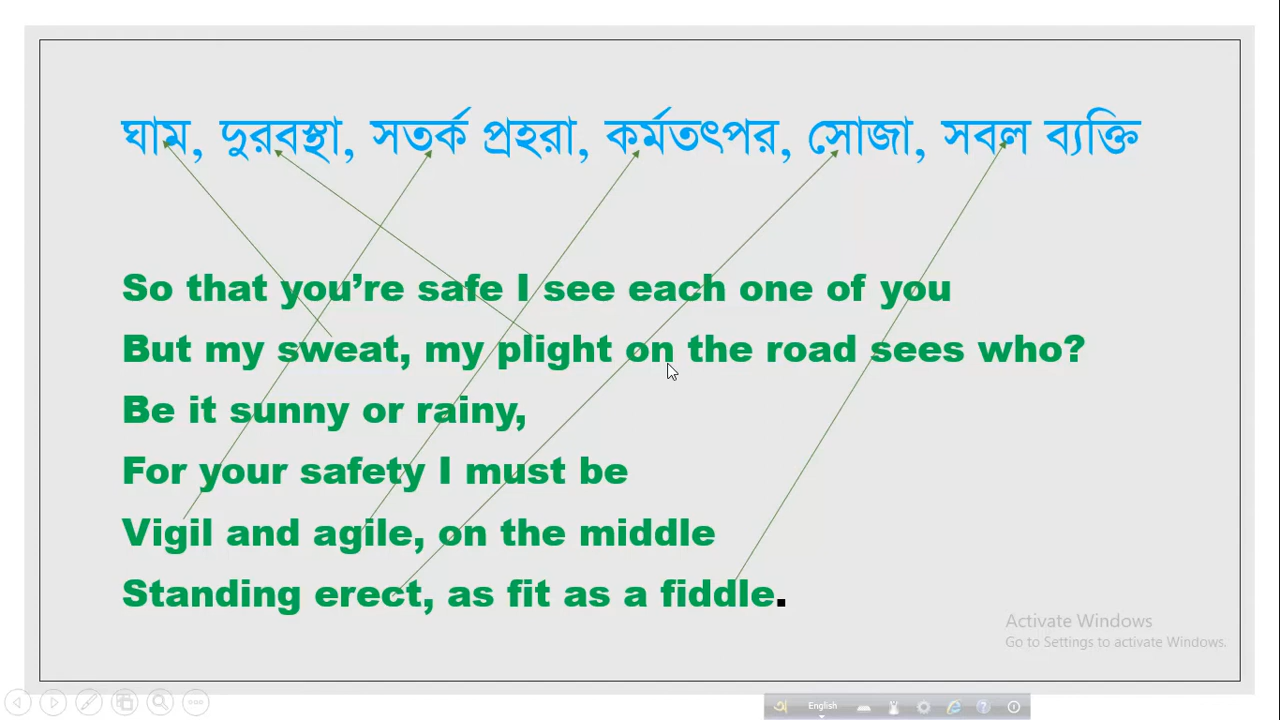 ঘাম, দুরবস্থা, সতর্ক প্রহরা, কর্মতৎপর, সোজা, সবল ব্যক্তি
So that you’re safe I see each one of you
But my sweat, my plight on the road sees who?
Be it sunny or rainy,
For your safety I must be
Vigil and agile, on the middle
Standing erect, as fit as a fiddle.
Activate Windows
Go to Settings to activate Windows.
English